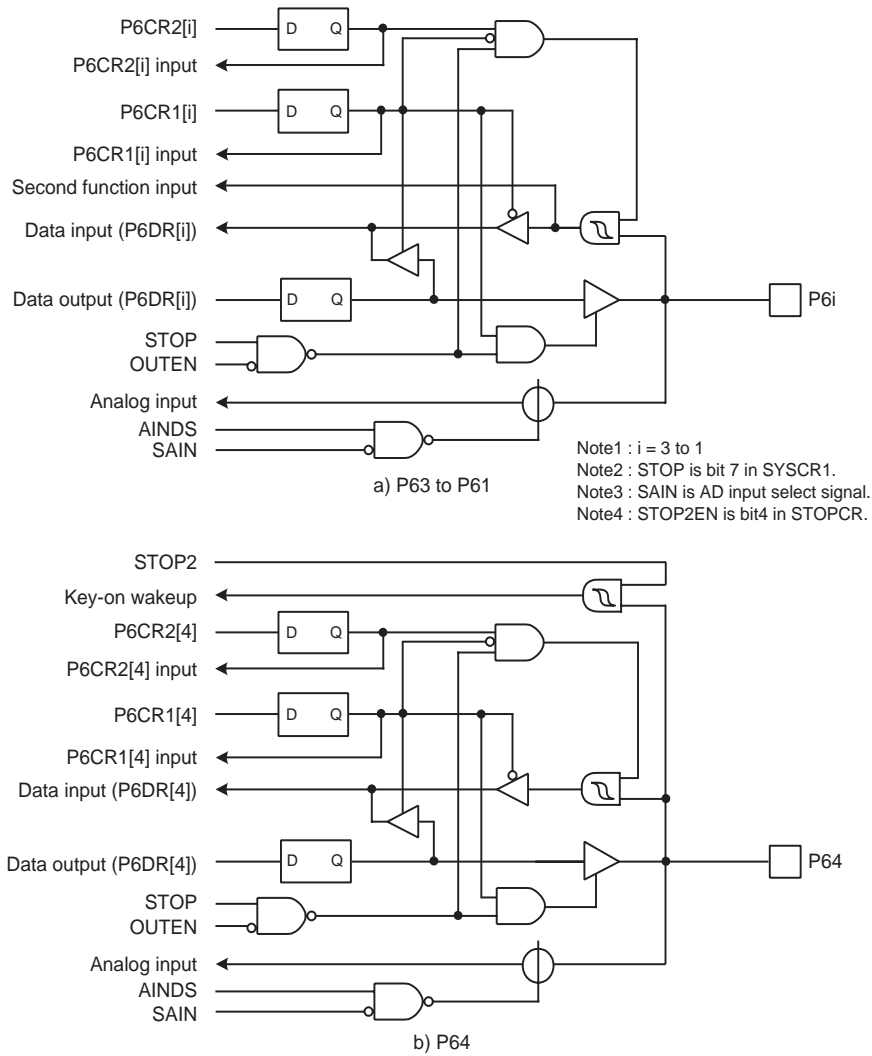 P6CR2[i]
D Q
P6CR2[i] input
P6CR1[i]
D Q
P6CR1[i] input
Second function input
Data input (P6DR[i])
Data output (P6DR[i])
D Q
P6i
STOP
OUTEN
Analog input
AINDS
SAIN
a) P63 to P61
Note1 : i = 3 to 1
Note2 : STOP is bit 7 in SYSCR1.
Note3 : SAIN is AD input select signal.
Note4 : STOP2EN is bit4 in STOPCR.
STOP2
Key-on wakeup
P6CR2[4]
D Q
P6CR2[4] input
P6CR1[4]
D Q
P6CR1[4] input
Data input (P6DR[4])
Data output (P6DR[4])
D Q
P64
STOP
OUTEN
Analog input
AINDS
SAIN
b) P64